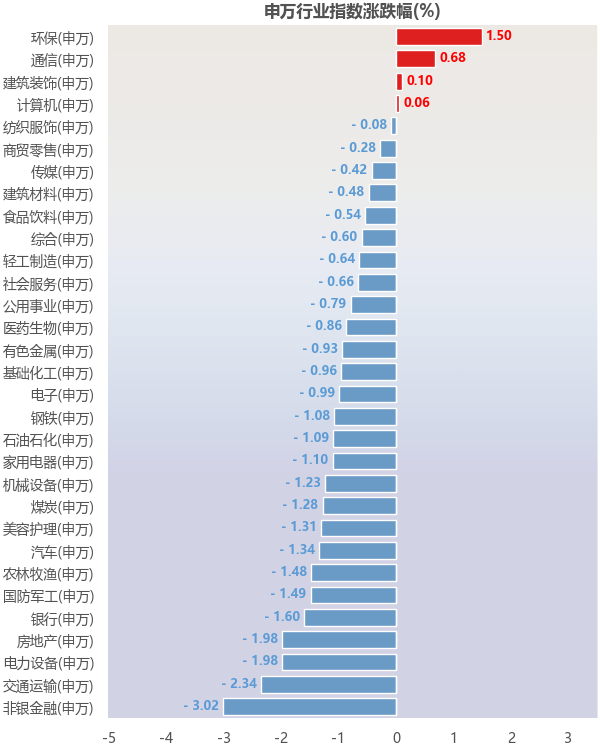 申万行业指数涨跌幅(%)
环保(申万) 1.50
通信(申万) 0.68
建筑装饰(申万) 0.10
计算机(申万) 0.06
纺织服饰(申万) - 0.08
商贸零售(申万) - 0.28
传媒(申万) - 0.42
建筑材料(申万) - 0.48
食品饮料(申万) - 0.54
综合(申万) - 0.60
轻工制造(申万) - 0.64
社会服务(申万) - 0.66
公用事业(申万) - 0.79
医药生物(申万) - 0.86
有色金属(申万) - 0.93
基础化工(申万) - 0.96
电子(申万) - 0.99
钢铁(申万) - 1.08
石油石化(申万) - 1.09
家用电器(申万) - 1.10
机械设备(申万) - 1.23
煤炭(申万) - 1.28
美容护理(申万) - 1.31
汽车(申万) - 1.34
农林牧渔(申万) - 1.48
国防军工(申万) - 1.49
银行(申万) - 1.60
房地产(申万) - 1.98
电力设备(申万) - 1.98
交通运输(申万) - 2.34
非银金融(申万) - 3.02
-5 -4 -3 -2 -1 0 1 2 3